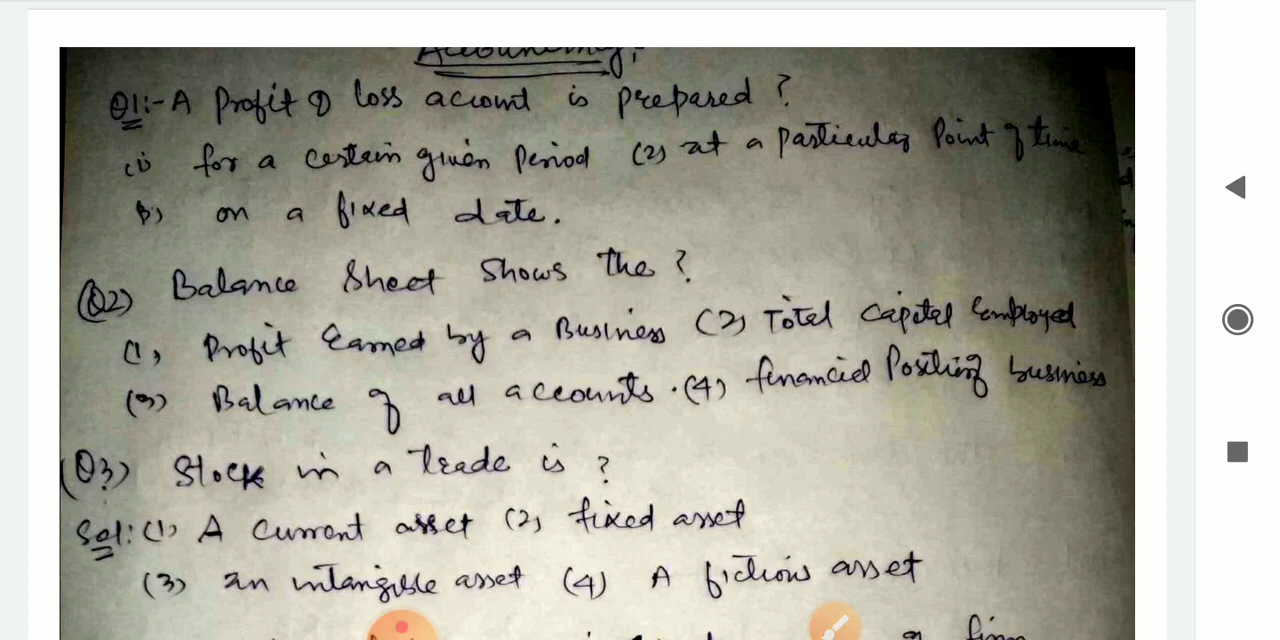 Accounting.
Q1:- A Profit & loss account is prepared?
(1) for a certain given Period (2) at a particular Point of time
(3) on a fixed date.
(Q2) Balance Sheet Shows the?
(1) Profit Earned by a Business (2) Total Capital Employed
(3) Balance of all accounts. (4) financial Position of business
(Q3) Stock in a Trade is?
Sol: (1) A Current asset (2) fixed asset
(3) an intangible asset (4) A fictious asset
firm